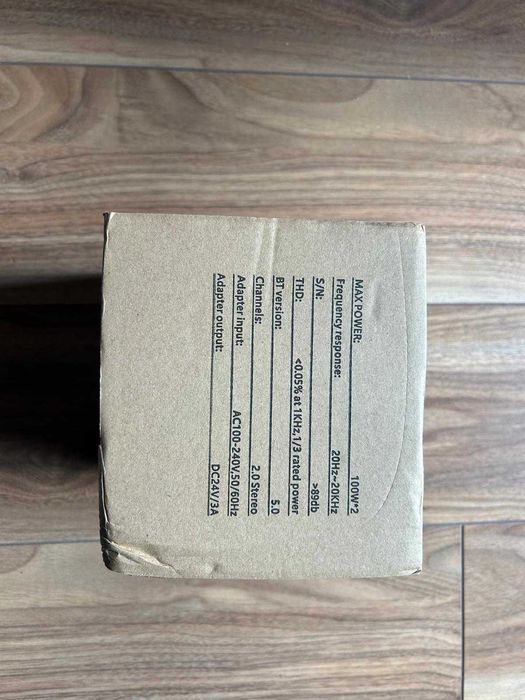 MAX POWER: 100W*2
Frequency response: 20Hz~20KHz
S/N: >89db
THD: <0.05% at 1KHz,1/3 rated power
BT version: 5.0
Channels: 2.0 Stereo
Adapter input: AC100-240V,50/60Hz
Adapter output: DC24V/3A